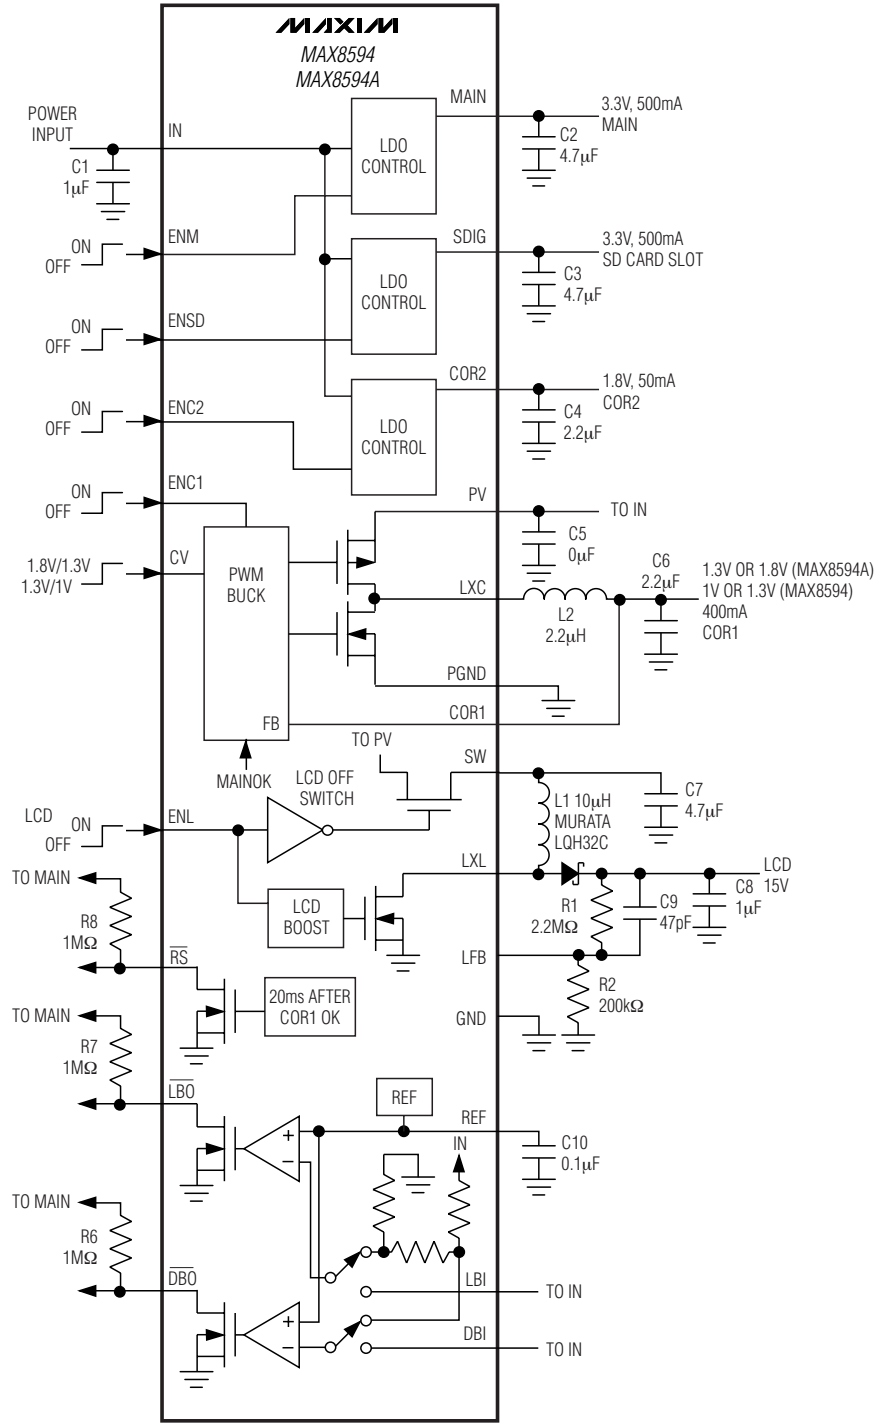 MAXIM
MAX8594
MAX8594A
POWER
INPUT
C1
1µF
IN
LDO
CONTROL
MAIN
C2
4.7µF
3.3V, 500mA
MAIN
ON
OFF
ENM
LDO
CONTROL
SDIG
C3
4.7µF
3.3V, 500mA
SD CARD SLOT
ON
OFF
ENSD
LDO
CONTROL
COR2
C4
2.2µF
1.8V, 50mA
COR2
ON
OFF
ENC2
ON
OFF
ENC1
PV
C5
0µF
TO IN
1.8V/1.3V
1.3V/1V
CV
PWM
BUCK
FB
LXC
L2
2.2µH
C6
2.2µF
1.3V OR 1.8V (MAX8594A)
1V OR 1.3V (MAX8594)
400mA
COR1
PGND
COR1
MAINOK
TO PV
LCD OFF
SWITCH
SW
L1 10µH
MURATA
LQH32C
C7
4.7µF
LCD
ON
OFF
ENL
LCD
BOOST
LXL
LCD
15V
R1
2.2MΩ
C9
47pF
C8
1µF
TO MAIN
R8
1MΩ
RS
20ms AFTER
COR1 OK
LFB
R2
200kΩ
GND
TO MAIN
R7
1MΩ
LBO
REF
REF
C10
0.1µF
+
−
IN
TO MAIN
R6
1MΩ
DBO
+
−
LBI
TO IN
DBI
TO IN